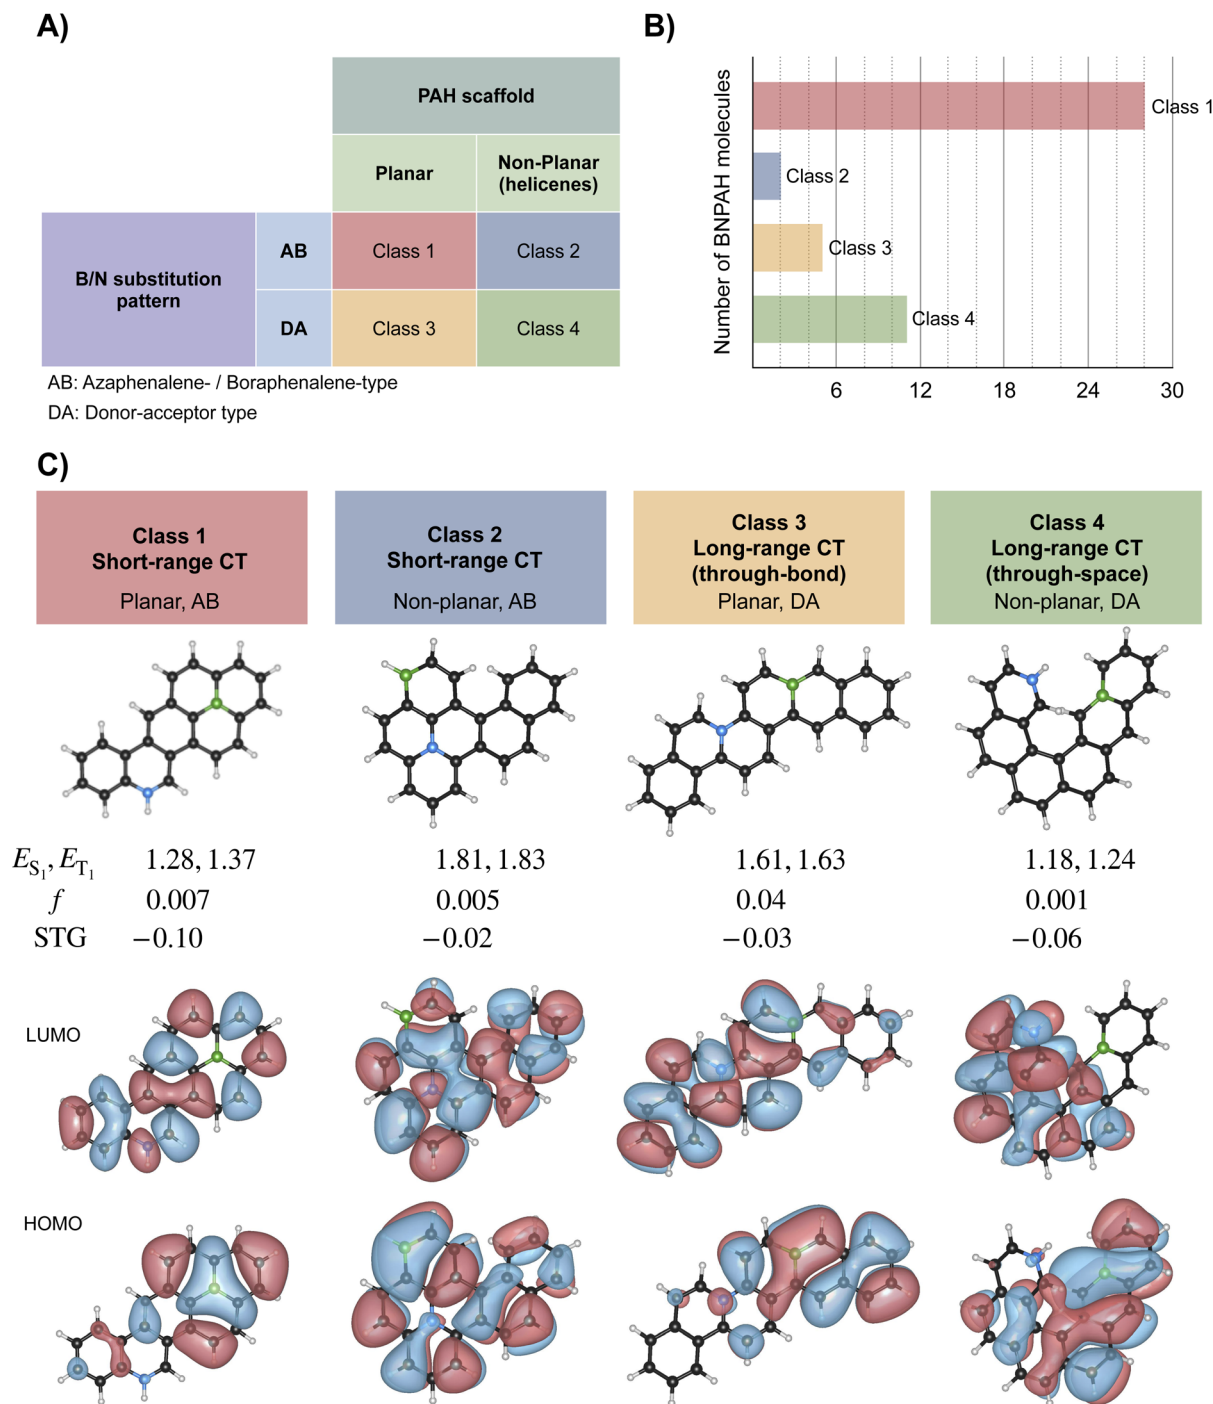 A)
PAH scaffold
Planar
Non-Planar
(helicenes)
B/N substitution
pattern
AB
Class 1
Class 2
DA
Class 3
Class 4
AB: Azaphenalene- / Boraphenalene-type
DA: Donor-acceptor type
B)
Number of BNPAH molecules
Class 1
Class 2
Class 3
Class 4
6 12 18 24 30
C)
Class 1
Short-range CT
Planar, AB
Class 2
Short-range CT
Non-planar, AB
Class 3
Long-range CT
(through-bond)
Planar, DA
Class 4
Long-range CT
(through-space)
Non-planar, DA
E_S₁, E_T₁ 1.28, 1.37 1.81, 1.83 1.61, 1.63 1.18, 1.24
f 0.007 0.005 0.04 0.001
STG −0.10 −0.02 −0.03 −0.06
LUMO
HOMO